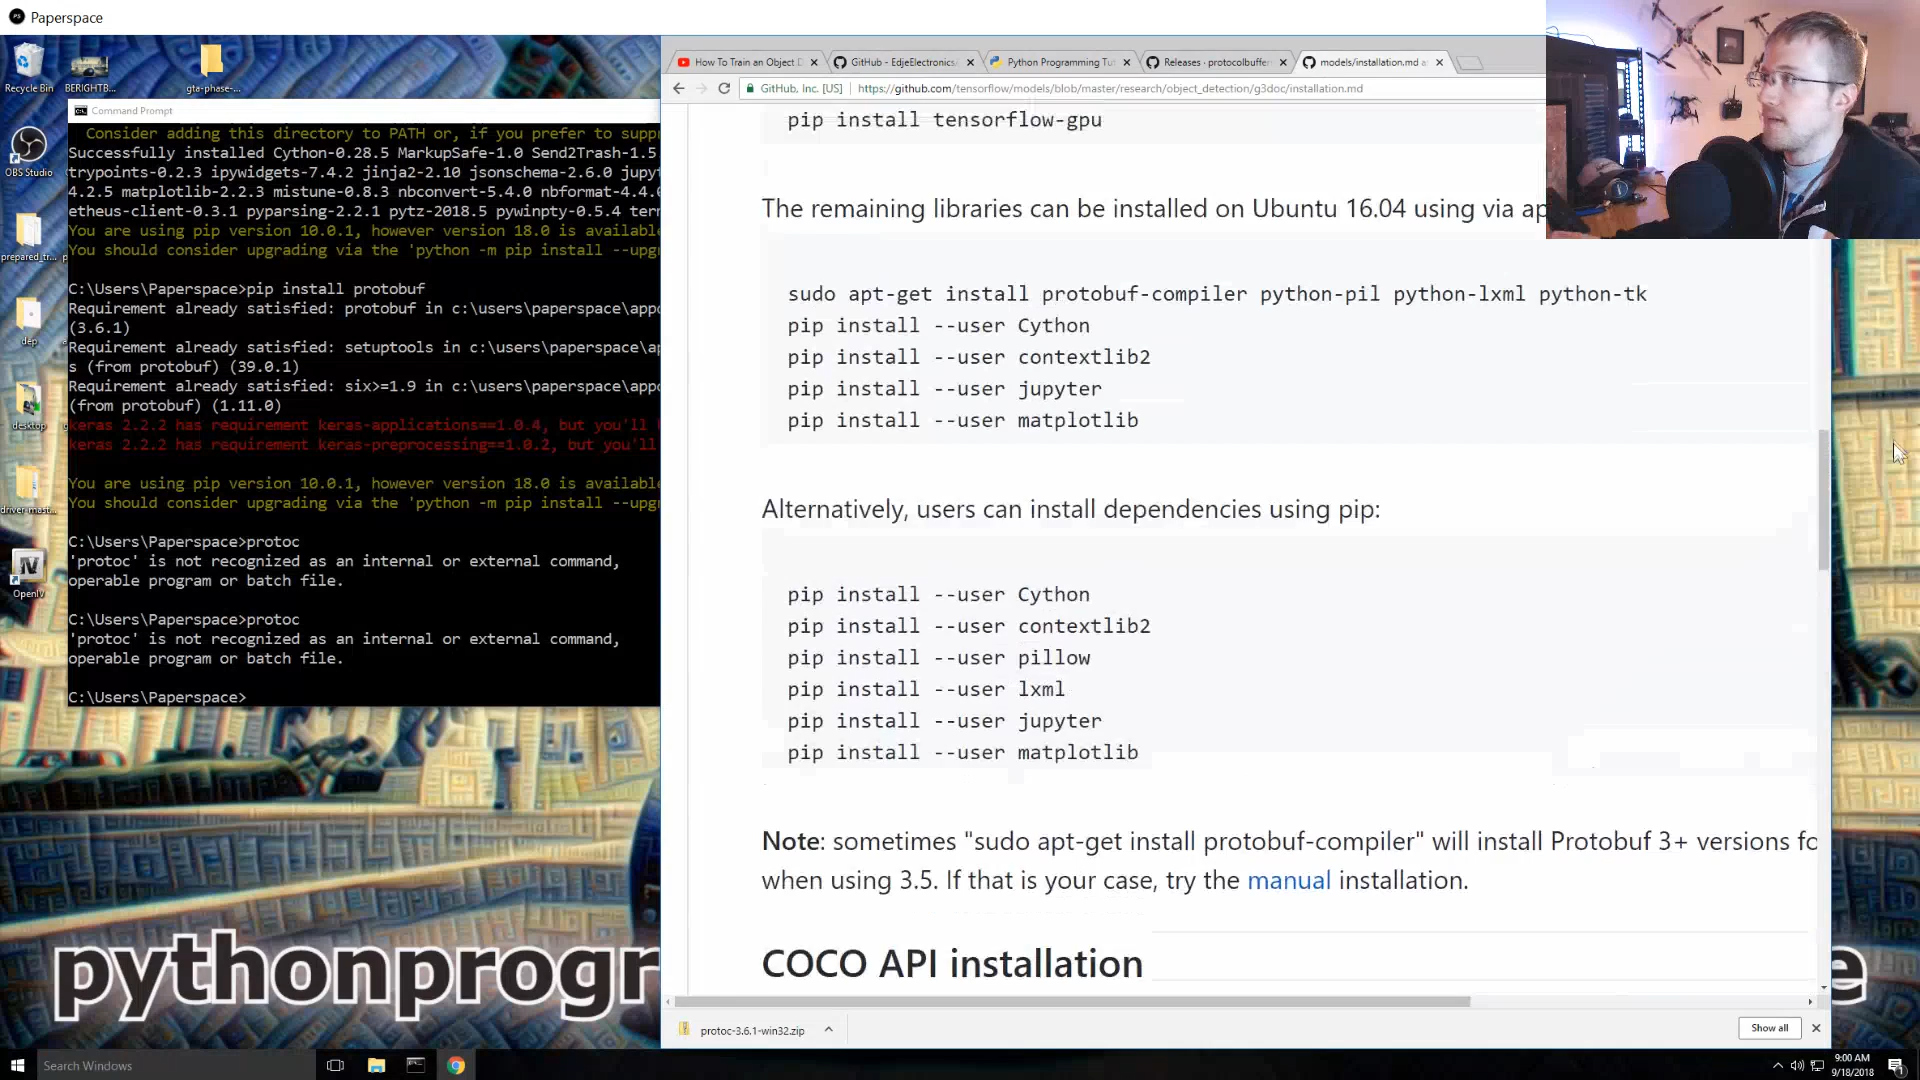 Paperspace
Recycle Bin
BERIGHTB...
gta-phase-...
OBS Studio
prepared_tr...
dep
desktop
driver_mast...
OpenIV
Command Prompt
Consider adding this directory to PATH or, if you prefer to suppr
Successfully installed Cython-0.28.5 MarkupSafe-1.0 Send2Trash-1.5
trypoints-0.2.3 ipywidgets-7.4.2 jinja2-2.10 jsonschema-2.6.0 jupyt
4.2.5 matplotlib-2.2.3 mistune-0.8.3 nbconvert-5.4.0 nbformat-4.4.0
etheus-client-0.3.1 pyparsing-2.2.1 pytz-2018.5 pywinpty-0.5.4 terr
You are using pip version 10.0.1, however version 18.0 is available
You should consider upgrading via the 'python -m pip install --upgr
C:\Users\Paperspace>pip install protobuf
Requirement already satisfied: protobuf in c:\users\paperspace\appd
(3.6.1)
Requirement already satisfied: setuptools in c:\users\paperspace\ap
s (from protobuf) (39.0.1)
Requirement already satisfied: six>=1.9 in c:\users\paperspace\appd
(from protobuf) (1.11.0)
keras 2.2.2 has requirement keras-applications==1.0.4, but you'll
keras 2.2.2 has requirement keras-preprocessing==1.0.2, but you'll
You are using pip version 10.0.1, however version 18.0 is available
You should consider upgrading via the 'python -m pip install --upgr
C:\Users\Paperspace>protoc
'protoc' is not recognized as an internal or external command,
operable program or batch file.
C:\Users\Paperspace>protoc
'protoc' is not recognized as an internal or external command,
operable program or batch file.
C:\Users\Paperspace>
pythonprogr
e
How To Train an Object D
GitHub - EdjeElectronics/
Python Programming Tut
Releases · protocolbuffer
models/installation.md a
GitHub, Inc. [US]
https://github.com/tensorflow/models/blob/master/research/object_detection/g3doc/installation.md
pip install tensorflow-gpu
The remaining libraries can be installed on Ubuntu 16.04 using via ap
sudo apt-get install protobuf-compiler python-pil python-lxml python-tk
pip install --user Cython
pip install --user contextlib2
pip install --user jupyter
pip install --user matplotlib
Alternatively, users can install dependencies using pip:
pip install --user Cython
pip install --user contextlib2
pip install --user pillow
pip install --user lxml
pip install --user jupyter
pip install --user matplotlib
Note: sometimes "sudo apt-get install protobuf-compiler" will install Protobuf 3+ versions fo
when using 3.5. If that is your case, try the manual installation.
COCO API installation
protoc-3.6.1-win32.zip
Show all
Search Windows
9:00 AM
9/18/2018